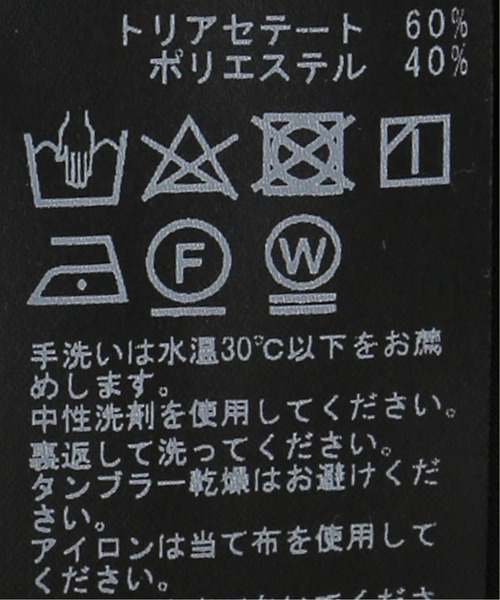 トリアセテート 60%
ポリエステル 40%
F W
手洗いは水温30℃以下をお薦
めします。
中性洗剤を使用してください。
裏返して洗ってください。
タンブラー乾燥はお避けくだ
さい。
アイロンは当て布を使用して
ください。